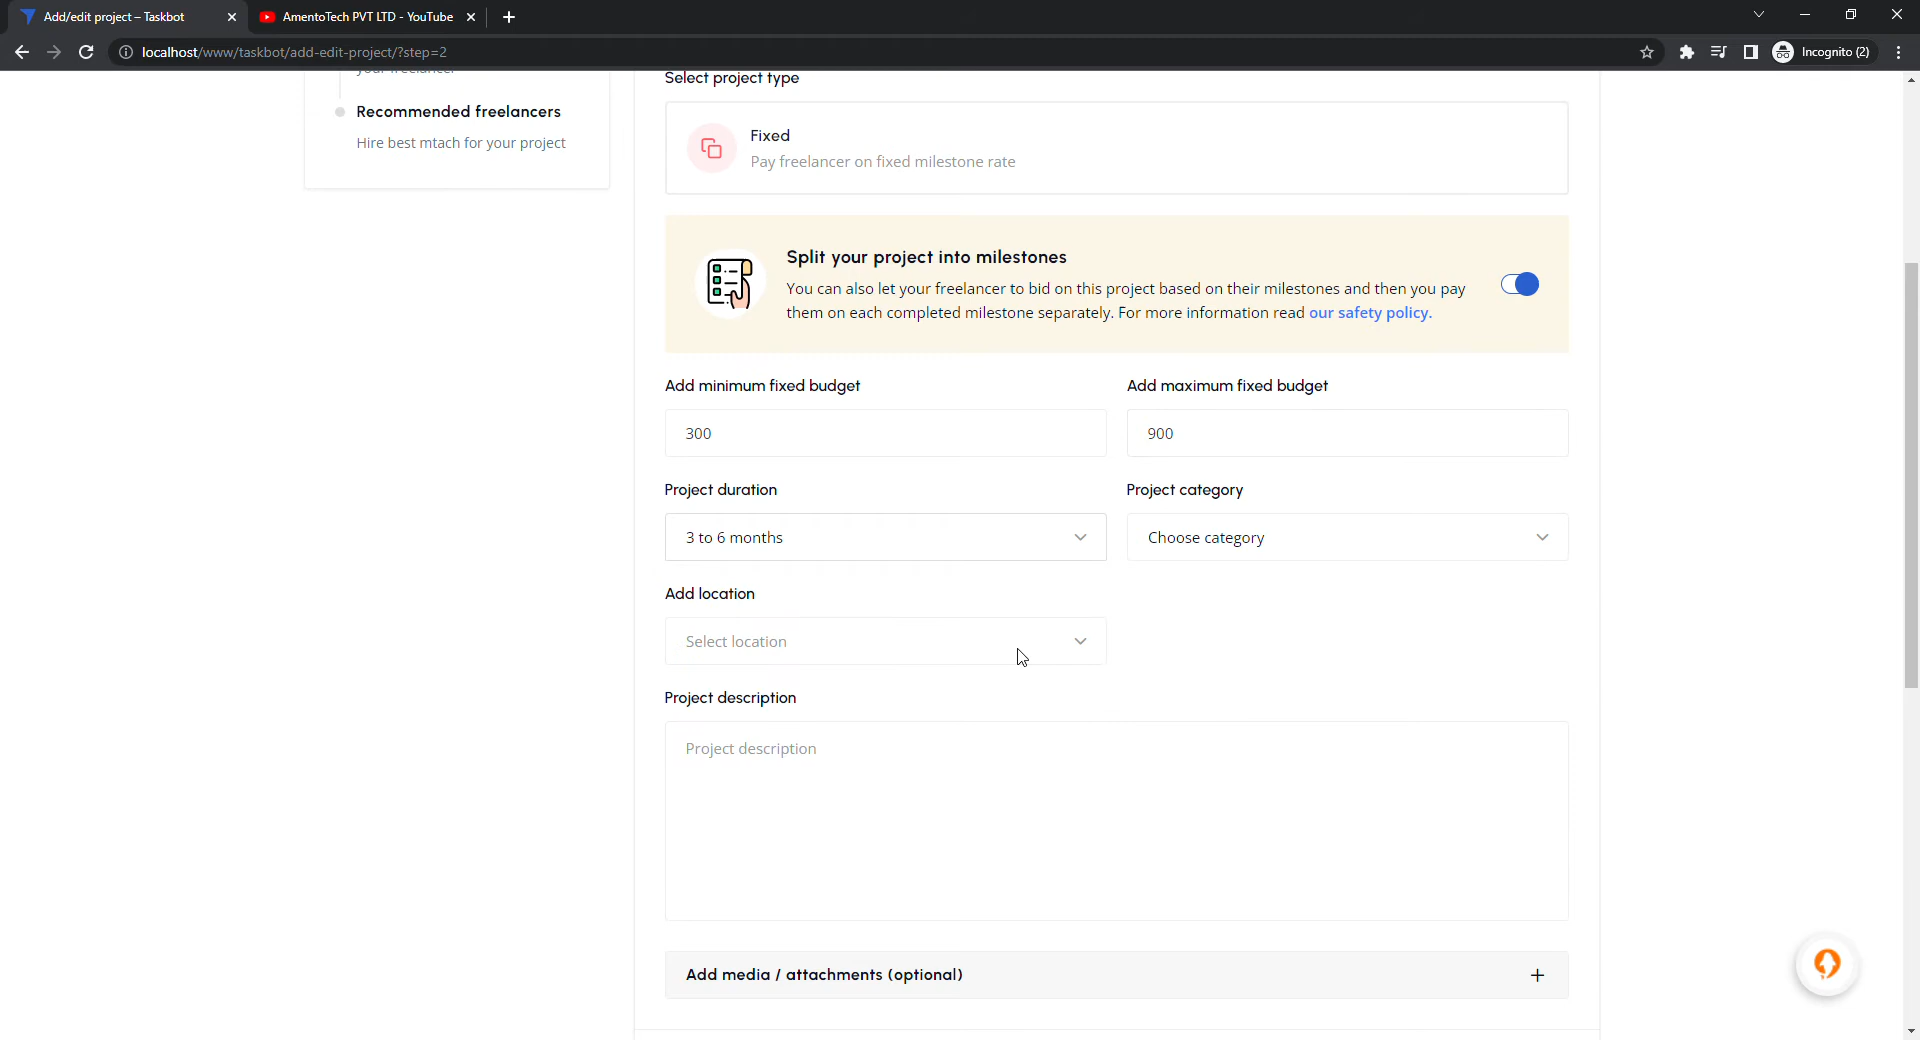 Add/edit project – Taskbot
AmentoTech PVT LTD - YouTube
localhost/www/taskbot/add-edit-project/?step=2
Incognito (2)
your freelancer
Recommended freelancers
Hire best mtach for your project
Select project type
Fixed
Pay freelancer on fixed milestone rate
Split your project into milestones
You can also let your freelancer to bid on this project based on their milestones and then you pay
them on each completed milestone separately. For more information read our safety policy.
Add minimum fixed budget
Add maximum fixed budget
300
900
Project duration
Project category
3 to 6 months
Choose category
Add location
Select location
Project description
Project description
Add media / attachments (optional)